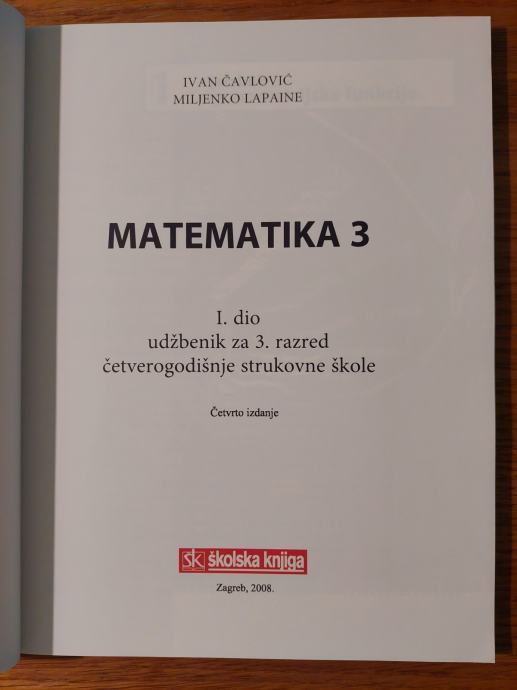 IVAN ČAVLOVIĆ
MILJENKO LAPAINE
MATEMATIKA 3
I. dio
udžbenik za 3. razred
četverogodišnje strukovne škole
Četvrto izdanje
ŠK školska knjiga
Zagreb, 2008.